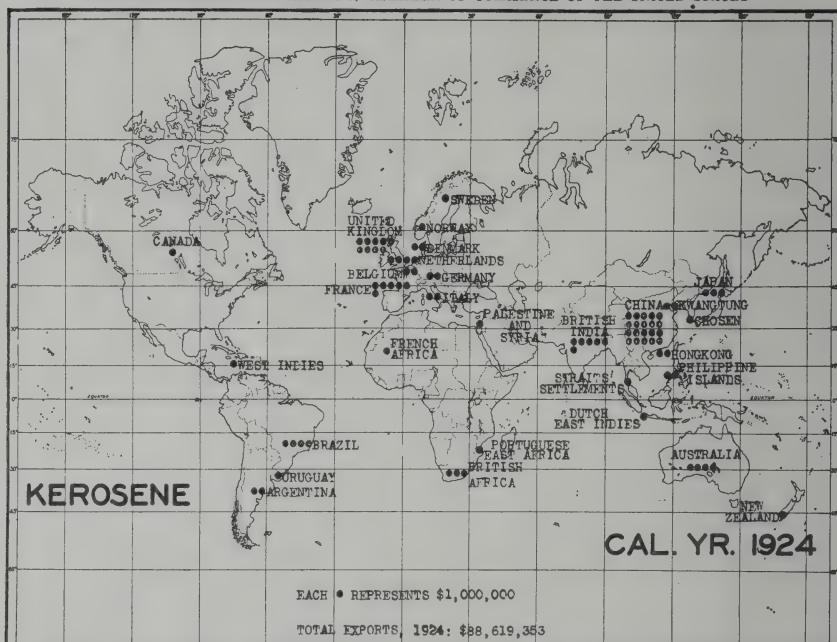 SWEDEN
UNITED
KINGDOM
NORWAY
CANADA
DENMARK
NETHERLANDS
BELGIUM
GERMANY
JAPAN
FRANCE
ITALY
CHINA
KWANGTUNG
PALESTINE
AND
SYRIA
BRITISH
INDIA
CHOSEN
FRENCH
AFRICA
HONGKONG
WEST INDIES
PHILIPPINE
ISLANDS
STRAITS
SETTLEMENTS
EQUATOR
EQUATOR
DUTCH
EAST INDIES
BRAZIL
PORTUGUESE
EAST AFRICA
AUSTRALIA
BRITISH
AFRICA
URUGUAY
ARGENTINA
KEROSENE
NEW
ZEALAND
CAL. YR. 1924
EACH ● REPRESENTS $1,000,000
TOTAL EXPORTS, 1924: $88,619,353